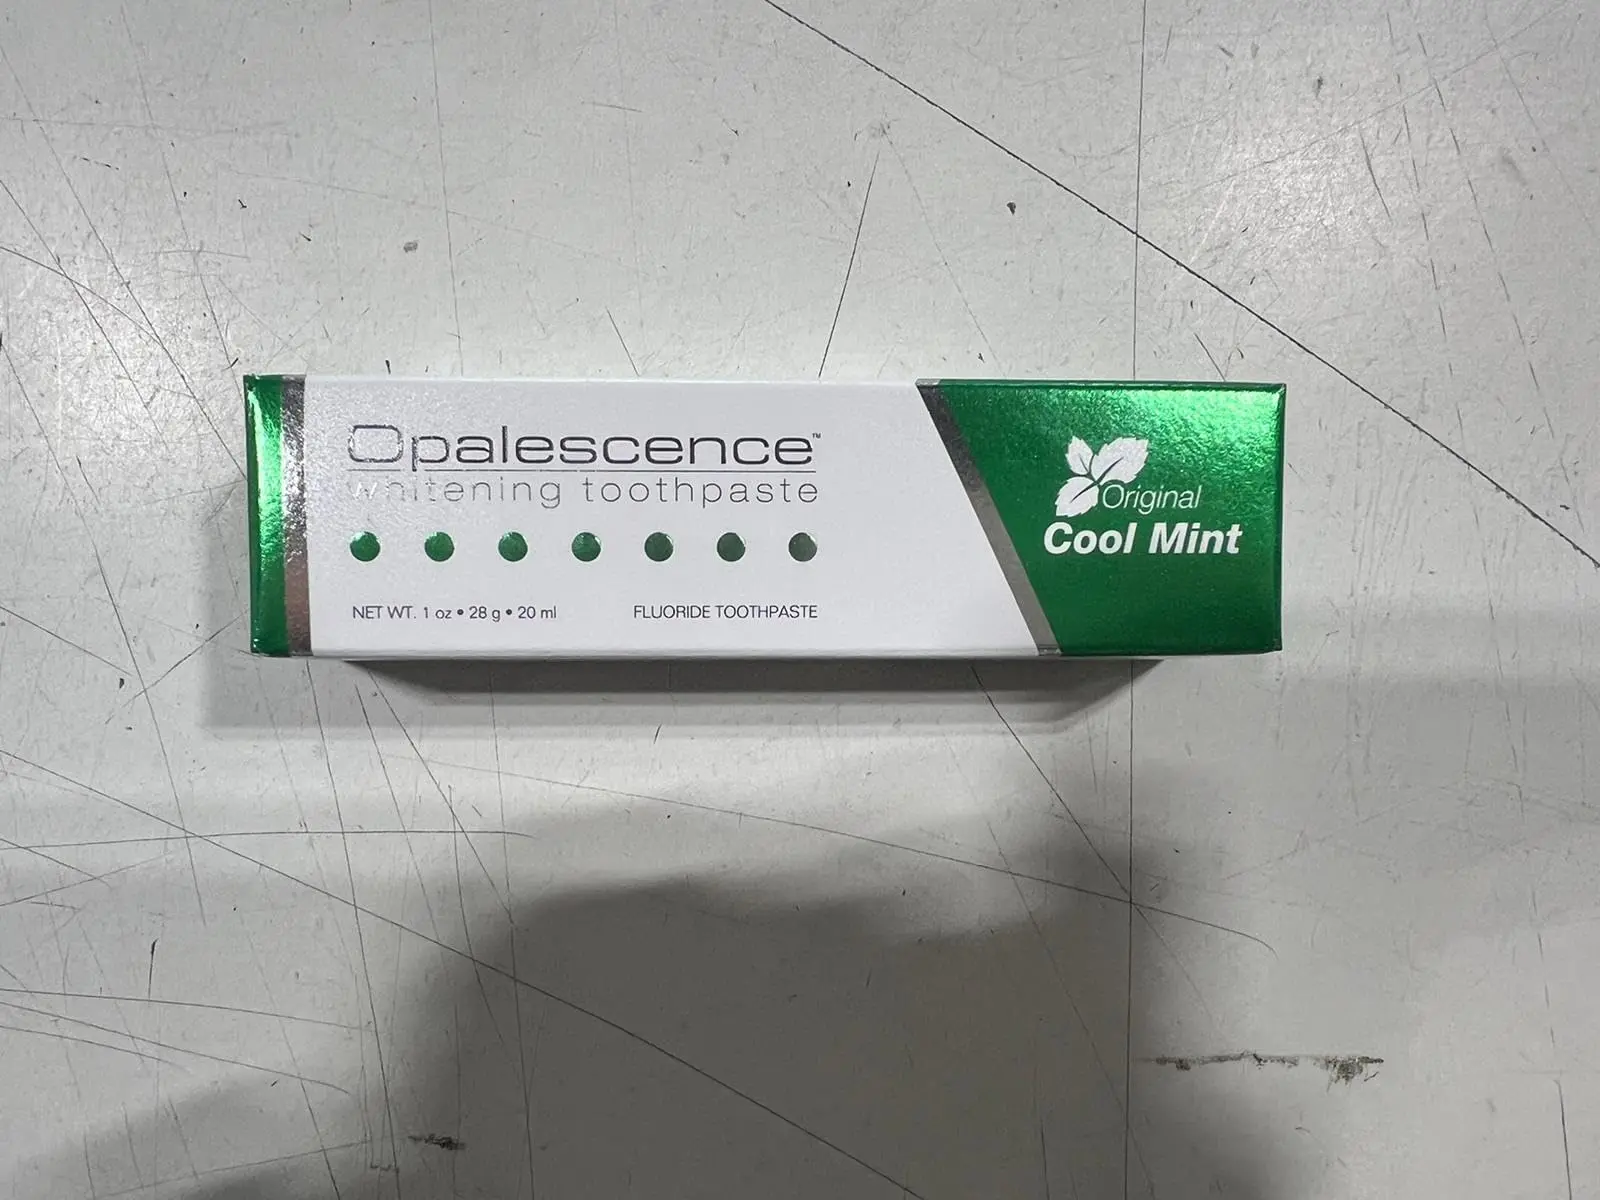 Opalescence™
whitening toothpaste
NET WT. 1 oz • 28 g • 20 ml
FLUORIDE TOOTHPASTE
Original
Cool Mint